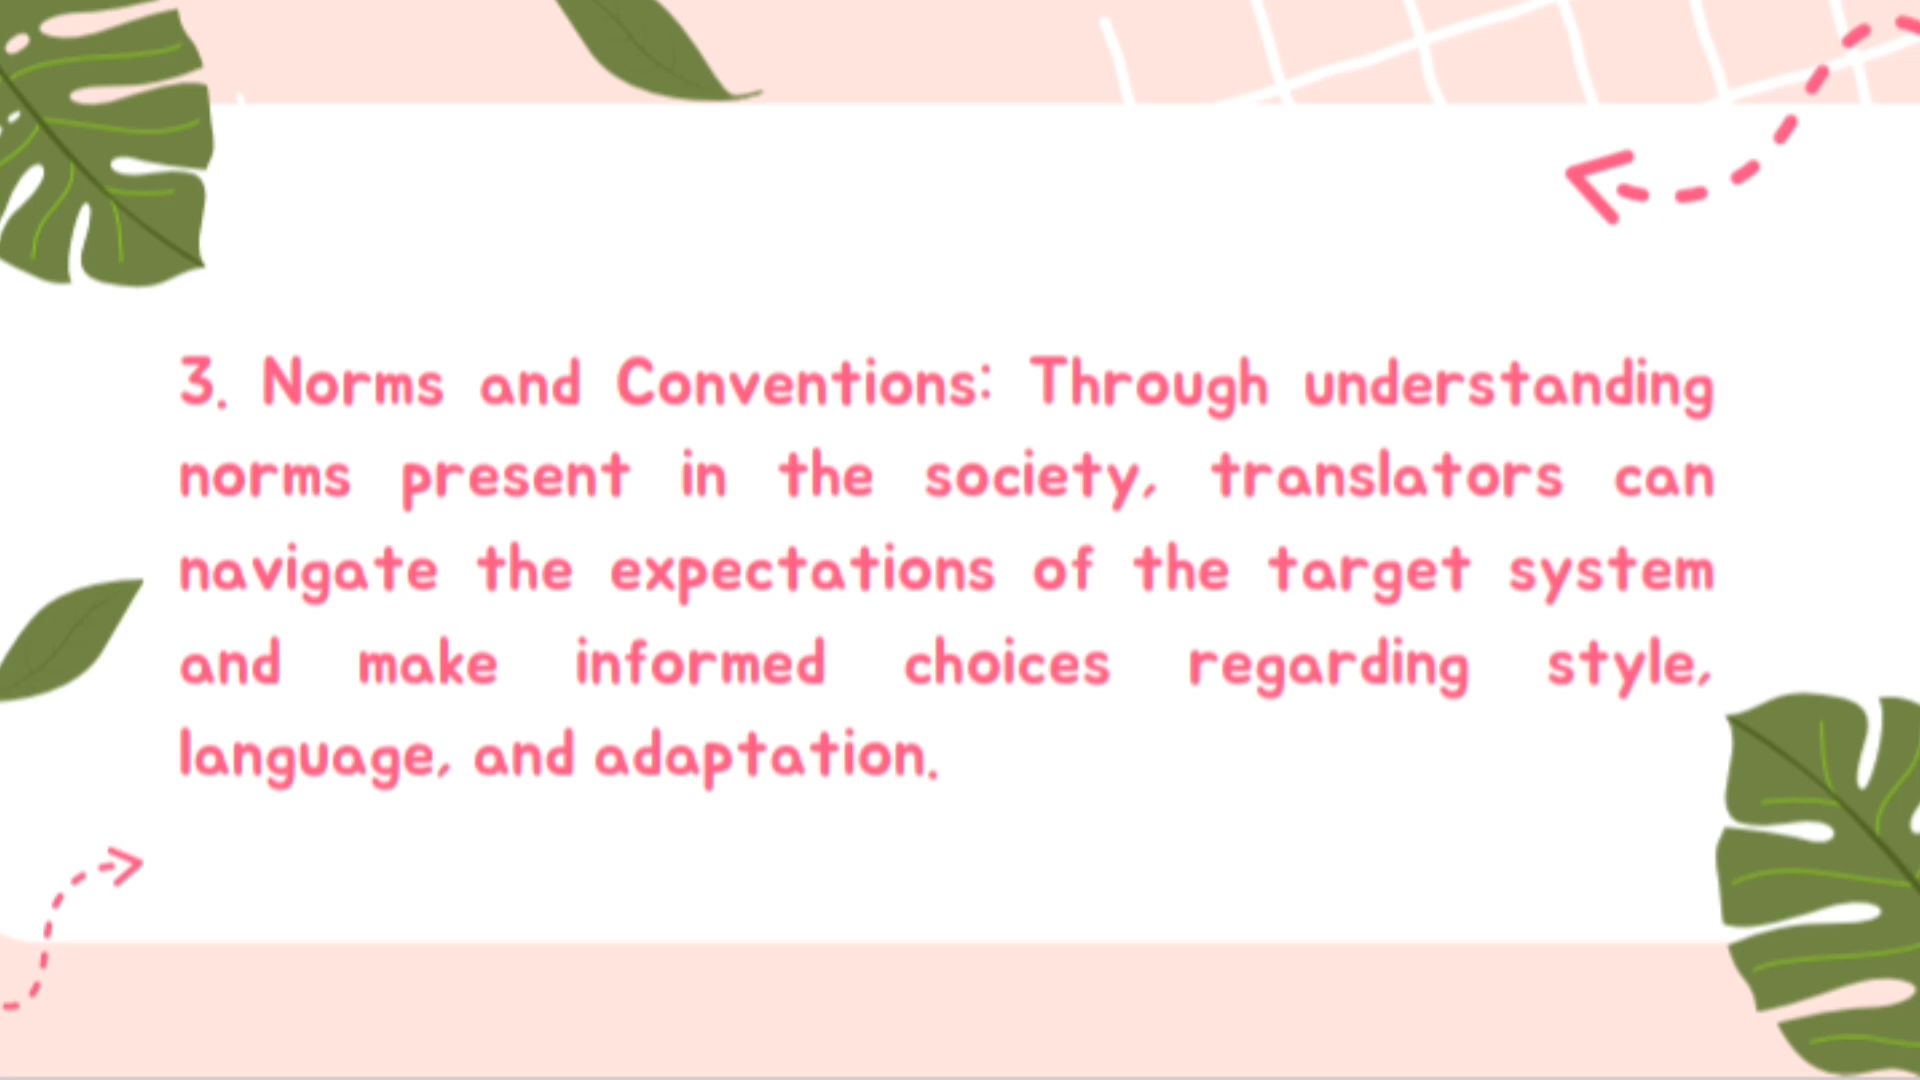 3. Norms and Conventions: Through understanding
norms present in the society, translators can
navigate the expectations of the target system
and make informed choices regarding style,
language, and adaptation.